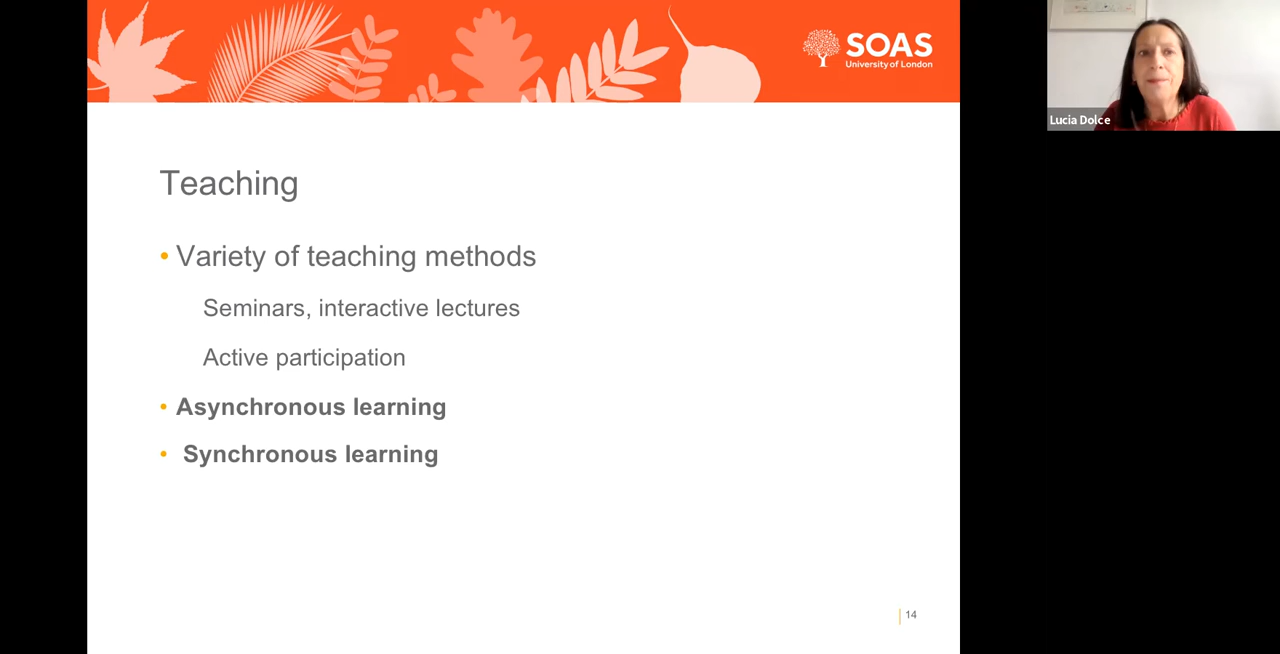 SOAS
University of London
Lucia Dolce
Teaching
• Variety of teaching methods
Seminars, interactive lectures
Active participation
• Asynchronous learning
• Synchronous learning
14